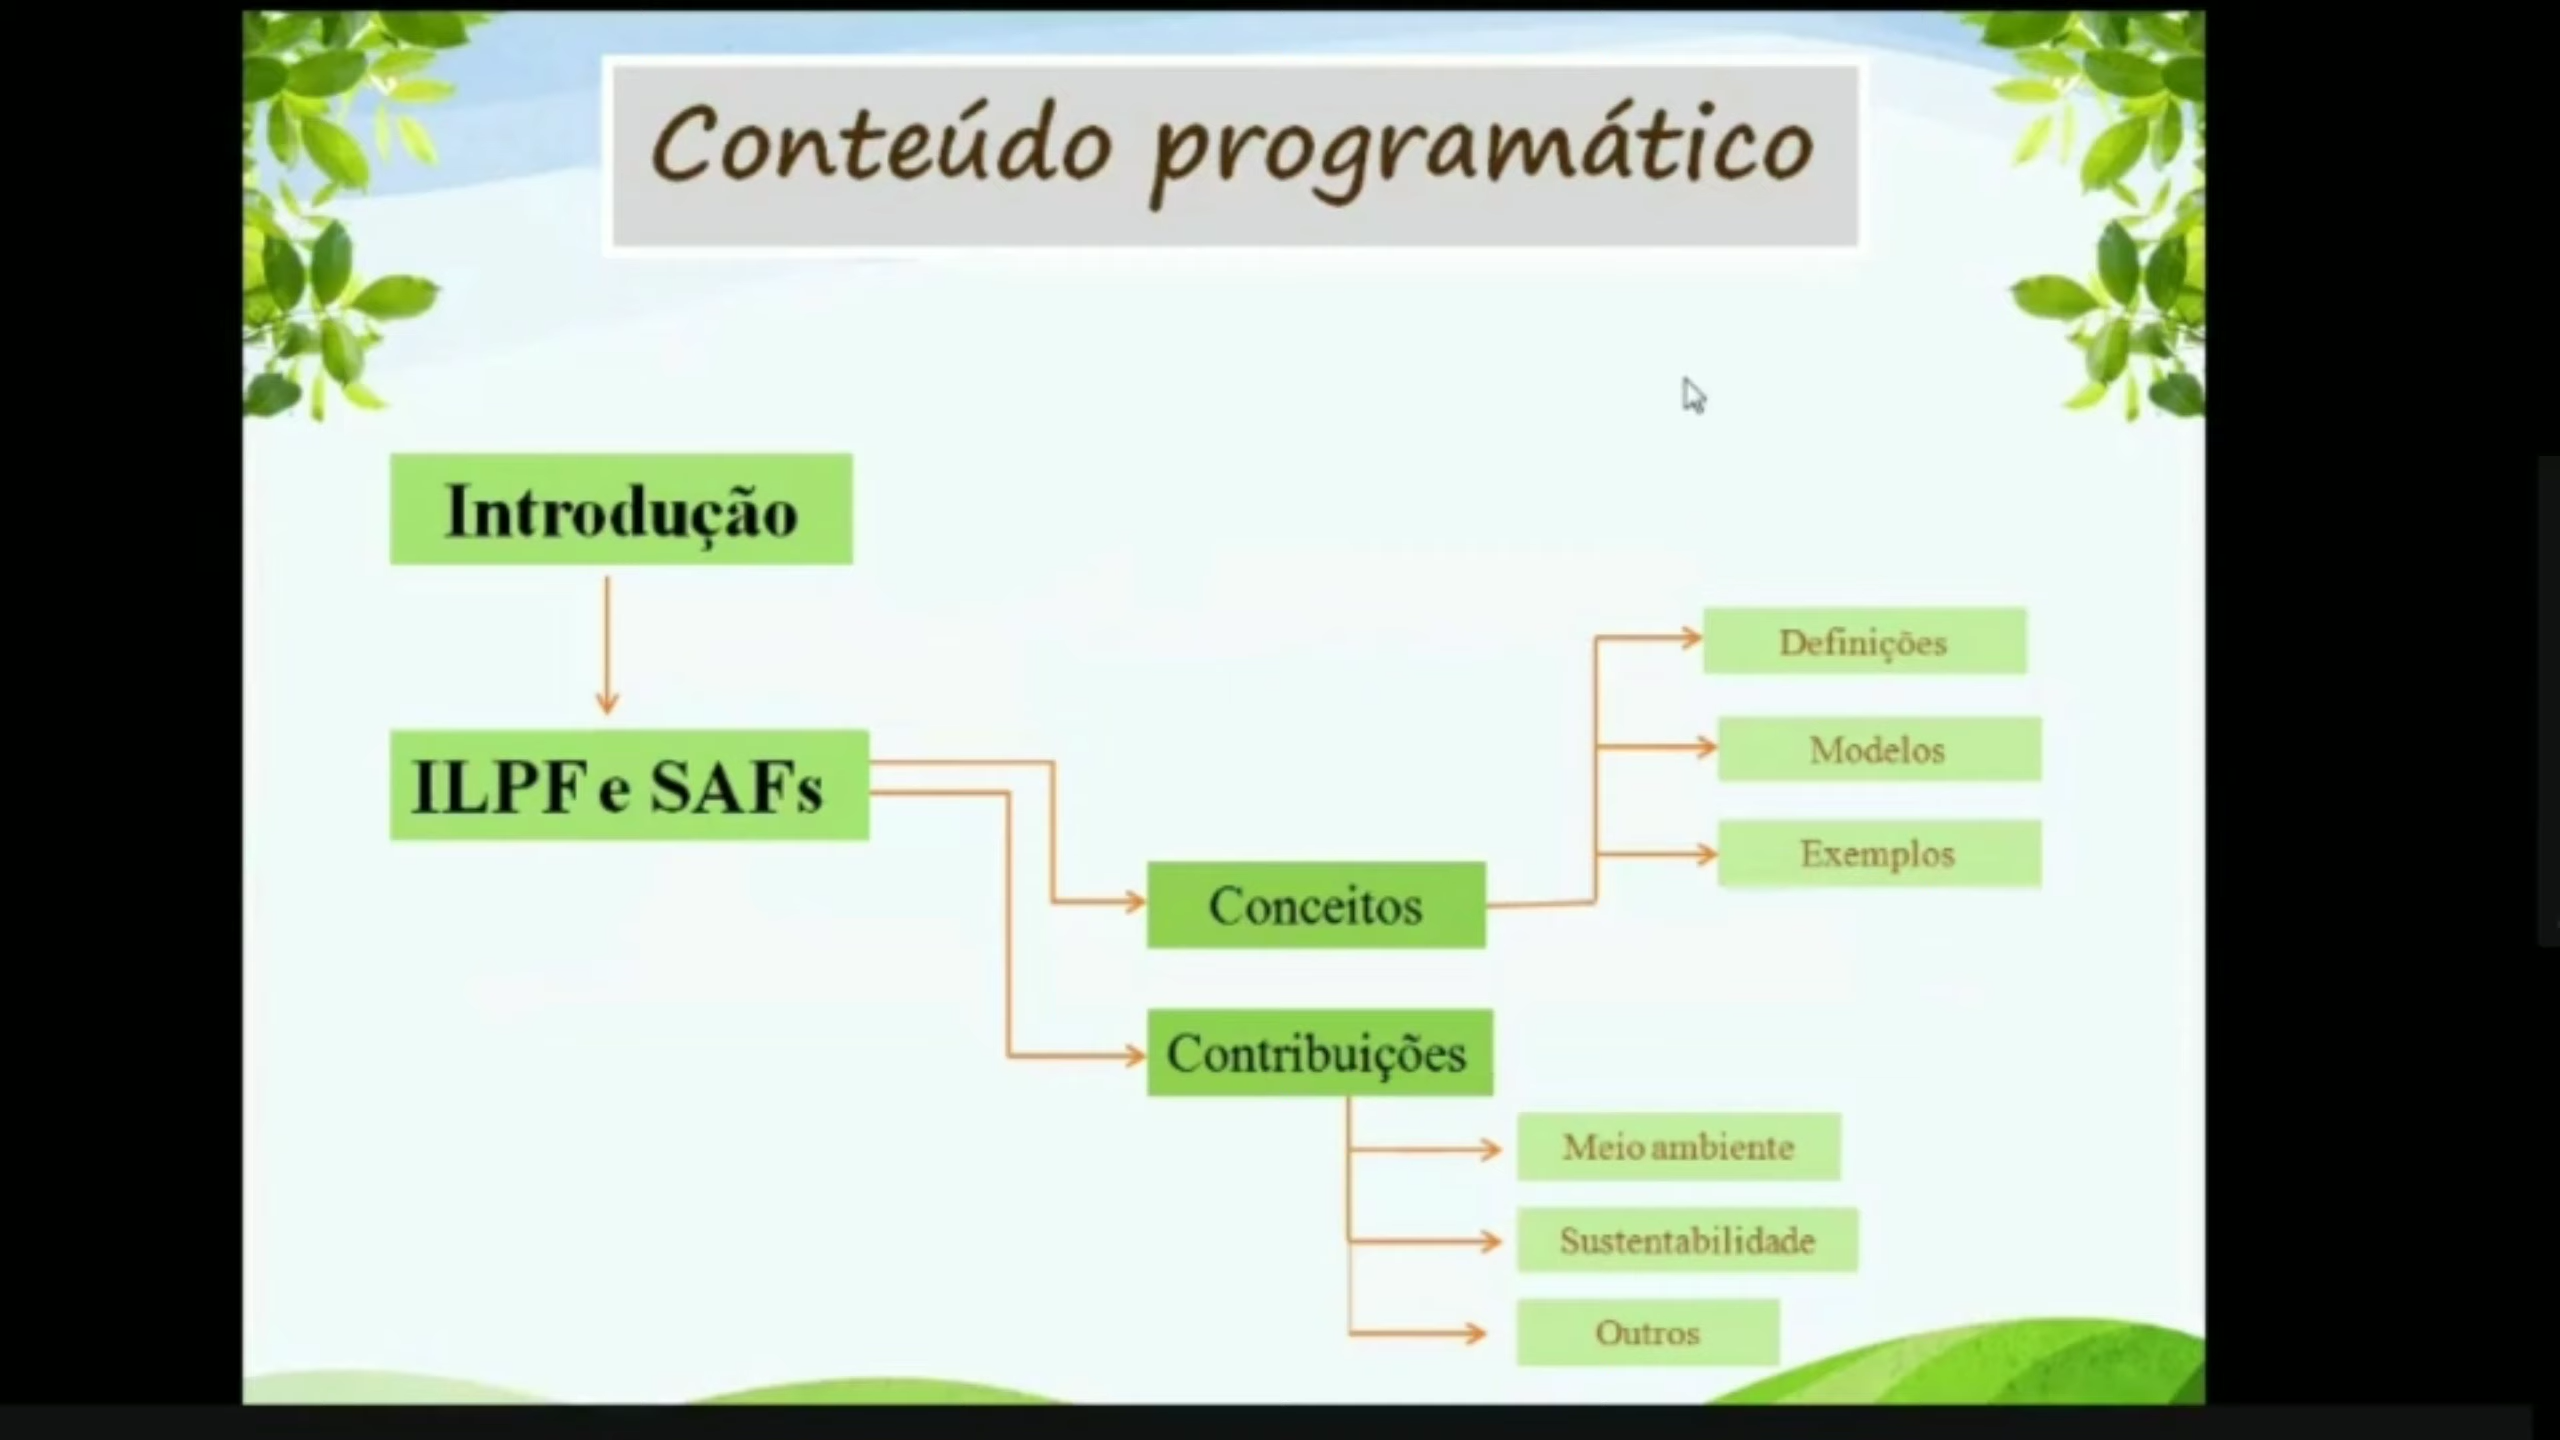 Conteúdo programático
Introdução
ILPF e SAFs
Definições
Modelos
Exemplos
Conceitos
Contribuições
Meio ambiente
Sustentabilidade
Outros